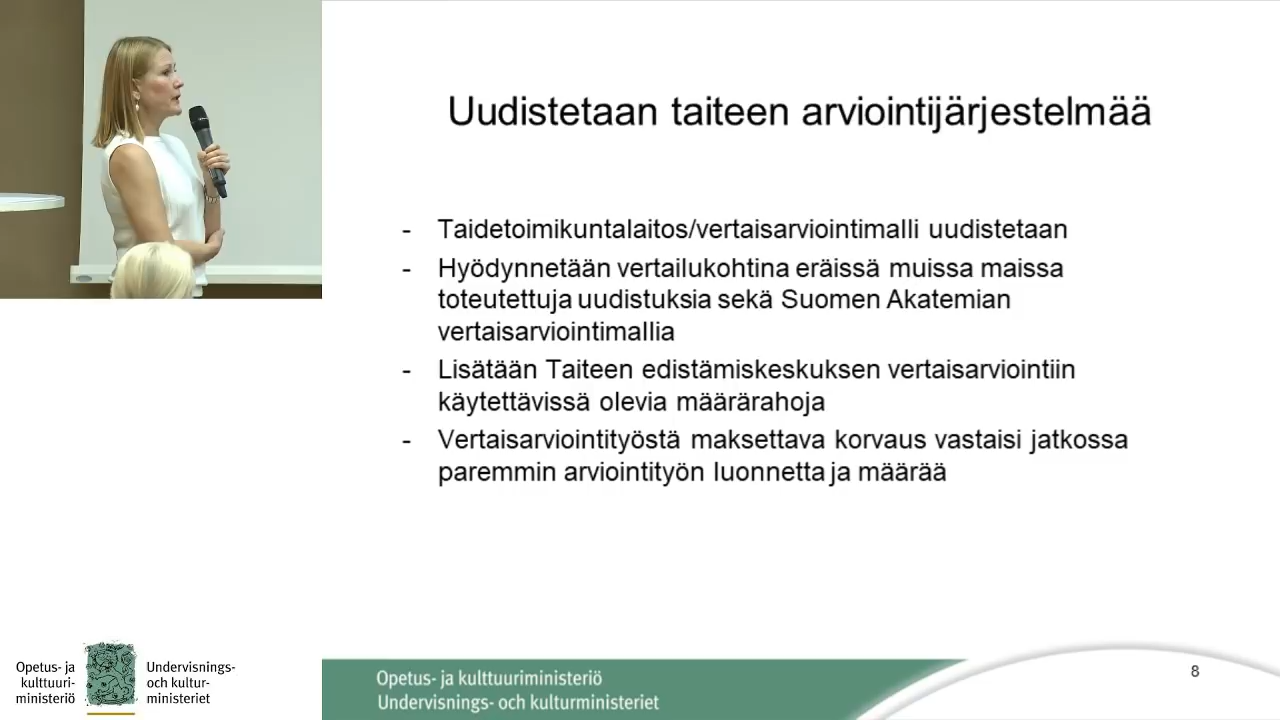 Uudistetaan taiteen arviointijärjestelmää
- Taidetoimikuntalaitos/vertaisarviointimalli uudistetaan
- Hyödynnetään vertailukohtina eräissä muissa maissa
toteutettuja uudistuksia sekä Suomen Akatemian
vertaisarviointimallia
- Lisätään Taiteen edistämiskeskuksen vertaisarviointiin
käytettävissä olevia määrärahoja
- Vertaisarviointityöstä maksettava korvaus vastaisi jatkossa
paremmin arviointityön luonnetta ja määrää
Opetus- ja
kulttuuri-
ministeriö
Undervisnings-
och kultur-
ministeriet
Opetus- ja kulttuuriministeriö
Undervisnings- och kulturministeriet
8